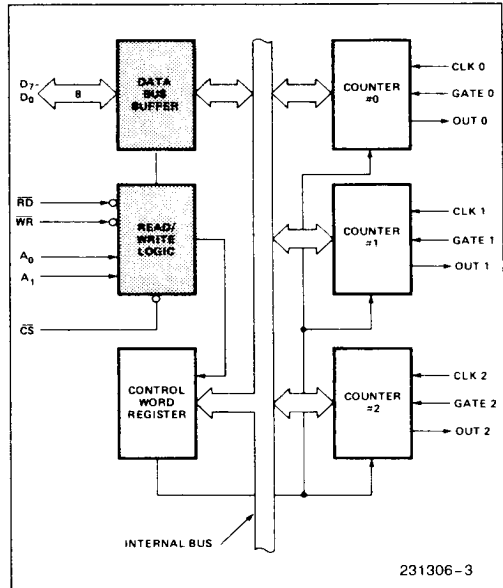 D7-
D0
8
DATA
BUS
BUFFER
RD
WR
A0
A1
CS
READ/
WRITE
LOGIC
CONTROL
WORD
REGISTER
INTERNAL BUS
COUNTER
#0
CLK 0
GATE 0
OUT 0
COUNTER
#1
CLK 1
GATE 1
OUT 1
COUNTER
#2
CLK 2
GATE 2
OUT 2
231306-3